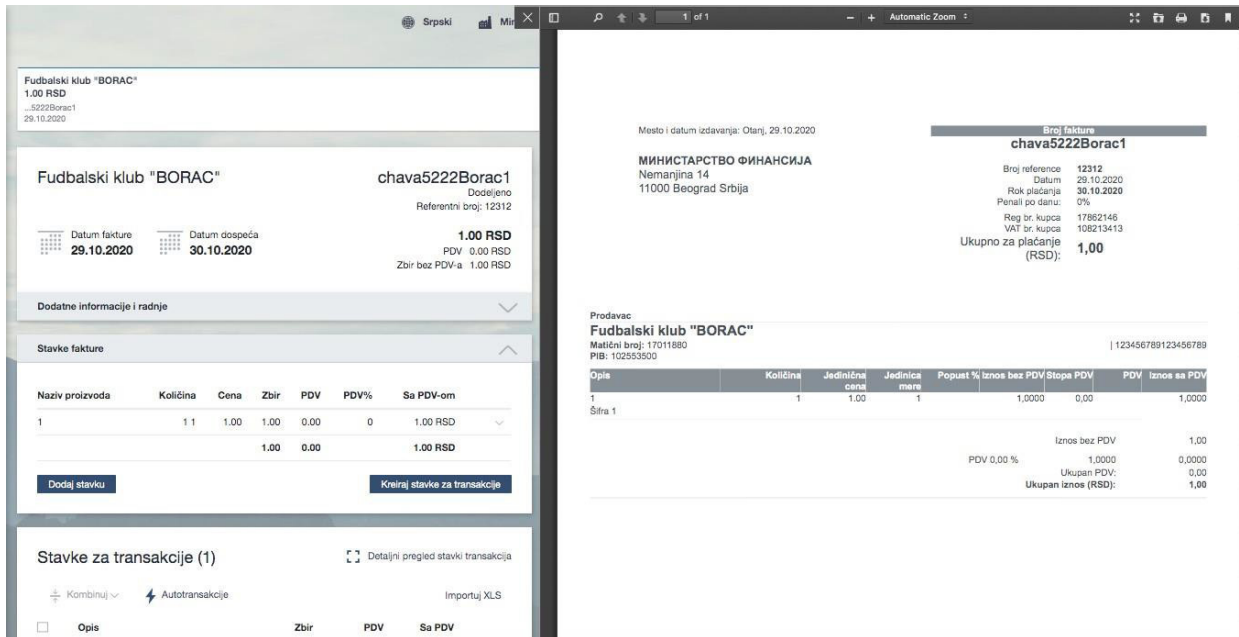 Srpski
Min
Fudbalski klub "BORAC"
1.00 RSD
...5222Borac1
29.10.2020
Fudbalski klub "BORAC"
chava5222Borac1
Dodeljeno
Referentni broj: 12312
Datum fakture
29.10.2020
Datum dospeća
30.10.2020
1.00 RSD
PDV 0.00 RSD
Zbir bez PDV-a 1.00 RSD
Dodatne informacije i radnje
Stavke fakture
Naziv proizvoda Količina Cena Zbir PDV PDV% Sa PDV-om
1 1 1 1.00 1.00 0.00 0 1.00 RSD
1.00 0.00 1.00 RSD
Dodaj stavku
Kreiraj stavke za transakcije
Stavke za transakcije (1)
Detaljni pregled stavki transakcija
Kombinuj
Autotransakcije
Importuj XLS
Opis Zbir PDV Sa PDV
1 of 1
Automatic Zoom
Mesto i datum izdavanja: Otanj, 29.10.2020
МИНИСТАРСТВО ФИНАНСИЈА
Nemanjina 14
11000 Beograd Srbija
Broj fakture
chava5222Borac1
Broj reference 12312
Datum 29.10.2020
Rok plaćanja 30.10.2020
Penali po danu: 0%
Reg br. kupca 17862146
VAT br. kupca 108213413
Ukupno za plaćanje
(RSD): 1,00
Prodavac
Fudbalski klub "BORAC"
Matični broj: 17011880
| 123456789123456789
PIB: 102553500
Opis Količina Jedinična cena Jedinica mere Popust % Iznos bez PDV Stopa PDV PDV Iznos sa PDV
1 1 1.00 1 1,0000 0,00 1,0000
Šifra 1
Iznos bez PDV 1,00
PDV 0,00 % 1,0000 0,0000
Ukupan PDV: 0,00
Ukupan iznos (RSD): 1,00